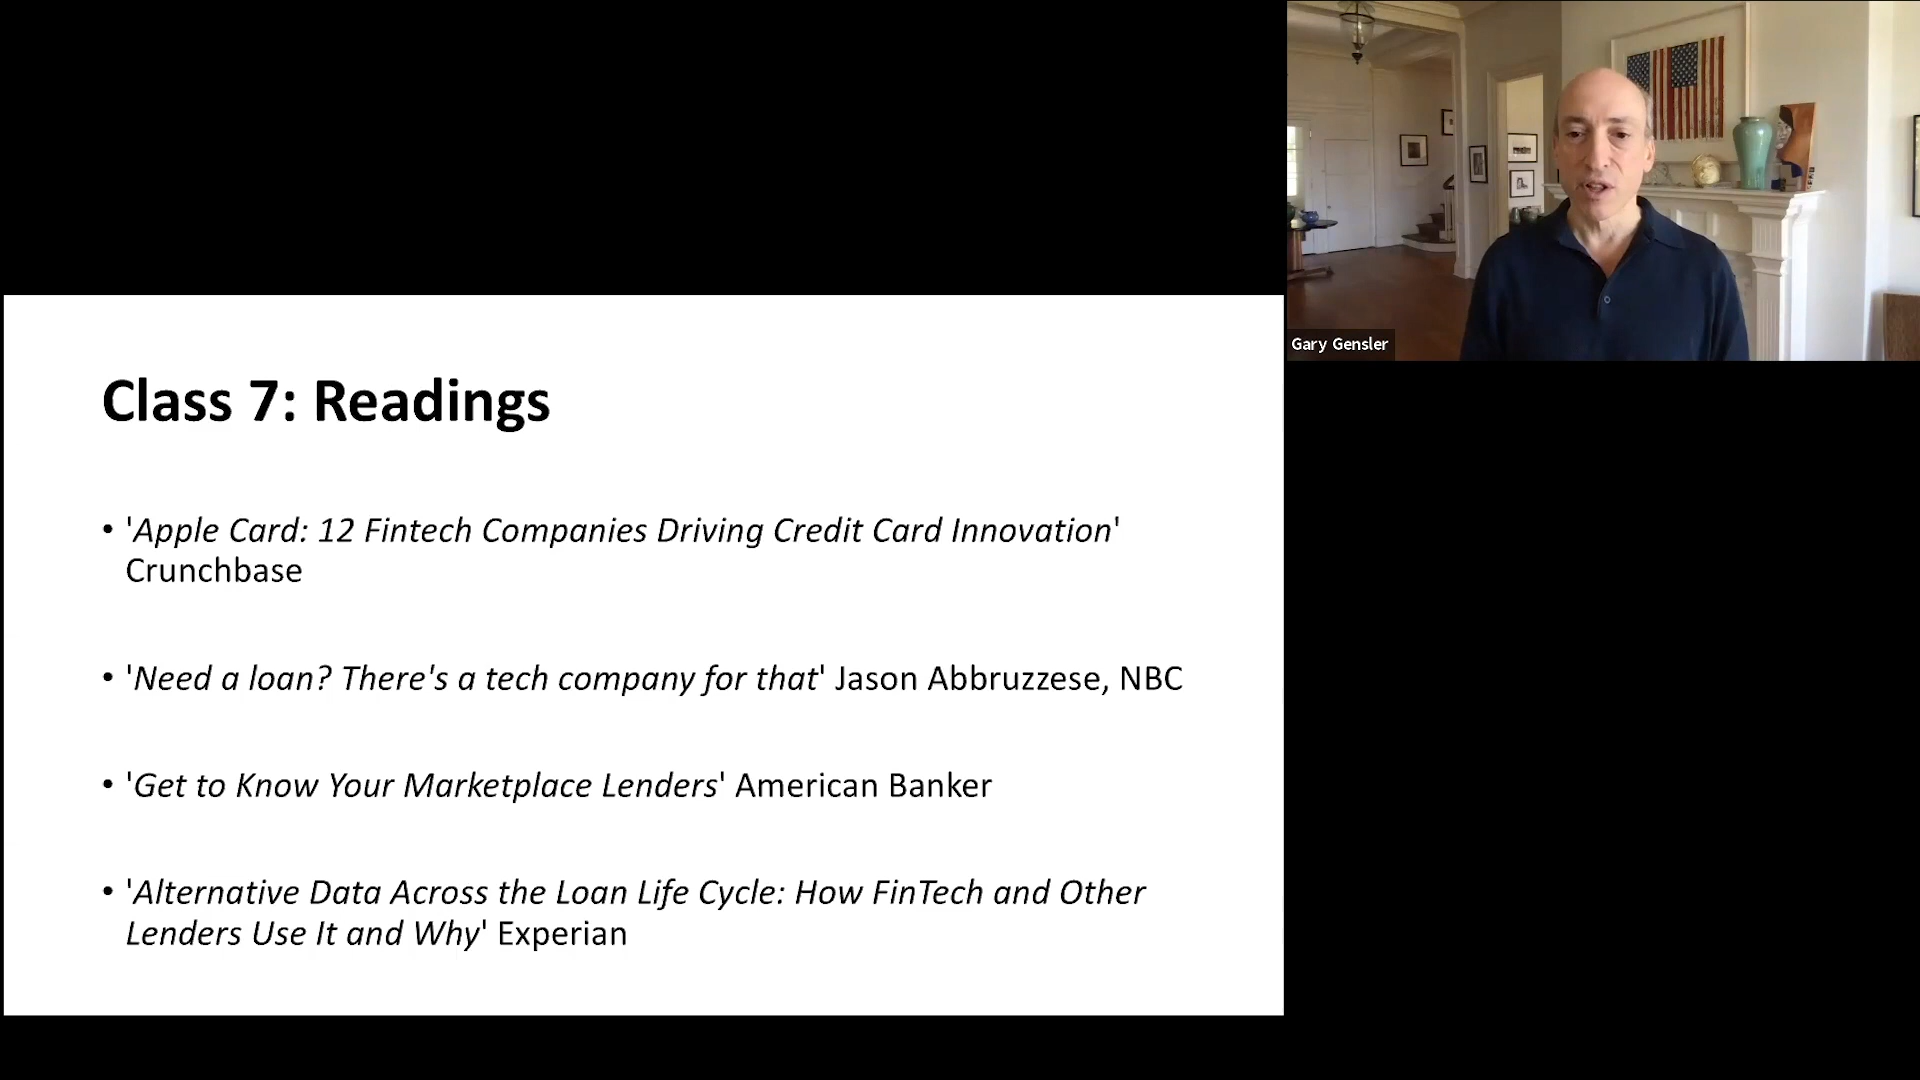 Class 7: Readings
• 'Apple Card: 12 Fintech Companies Driving Credit Card Innovation'
Crunchbase
• 'Need a loan? There's a tech company for that' Jason Abbruzzese, NBC
• 'Get to Know Your Marketplace Lenders' American Banker
• 'Alternative Data Across the Loan Life Cycle: How FinTech and Other
Lenders Use It and Why' Experian
Gary Gensler